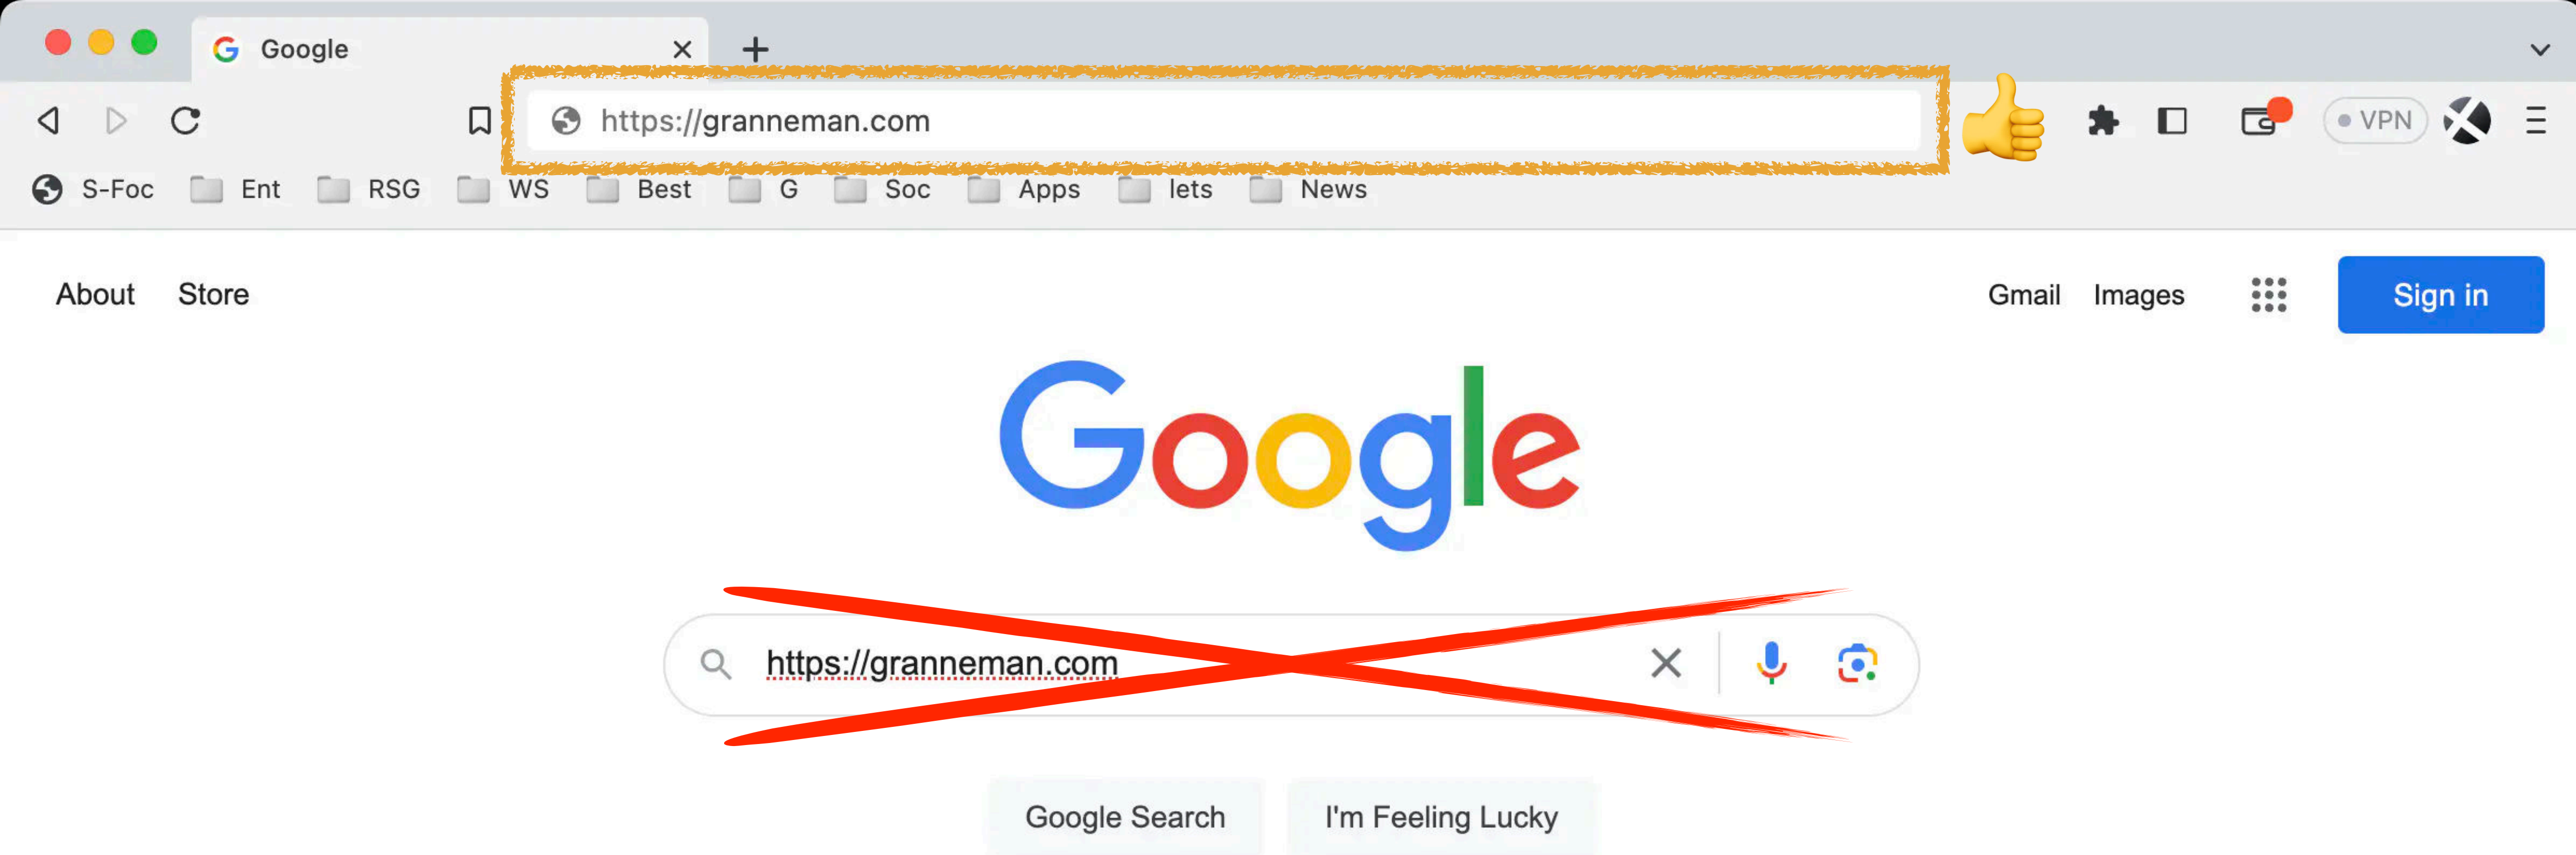 Google
https://granneman.com
VPN
S-Foc Ent RSG WS Best G Soc Apps lets News
About Store Gmail Images Sign in
Google
https://granneman.com
Google Search I'm Feeling Lucky